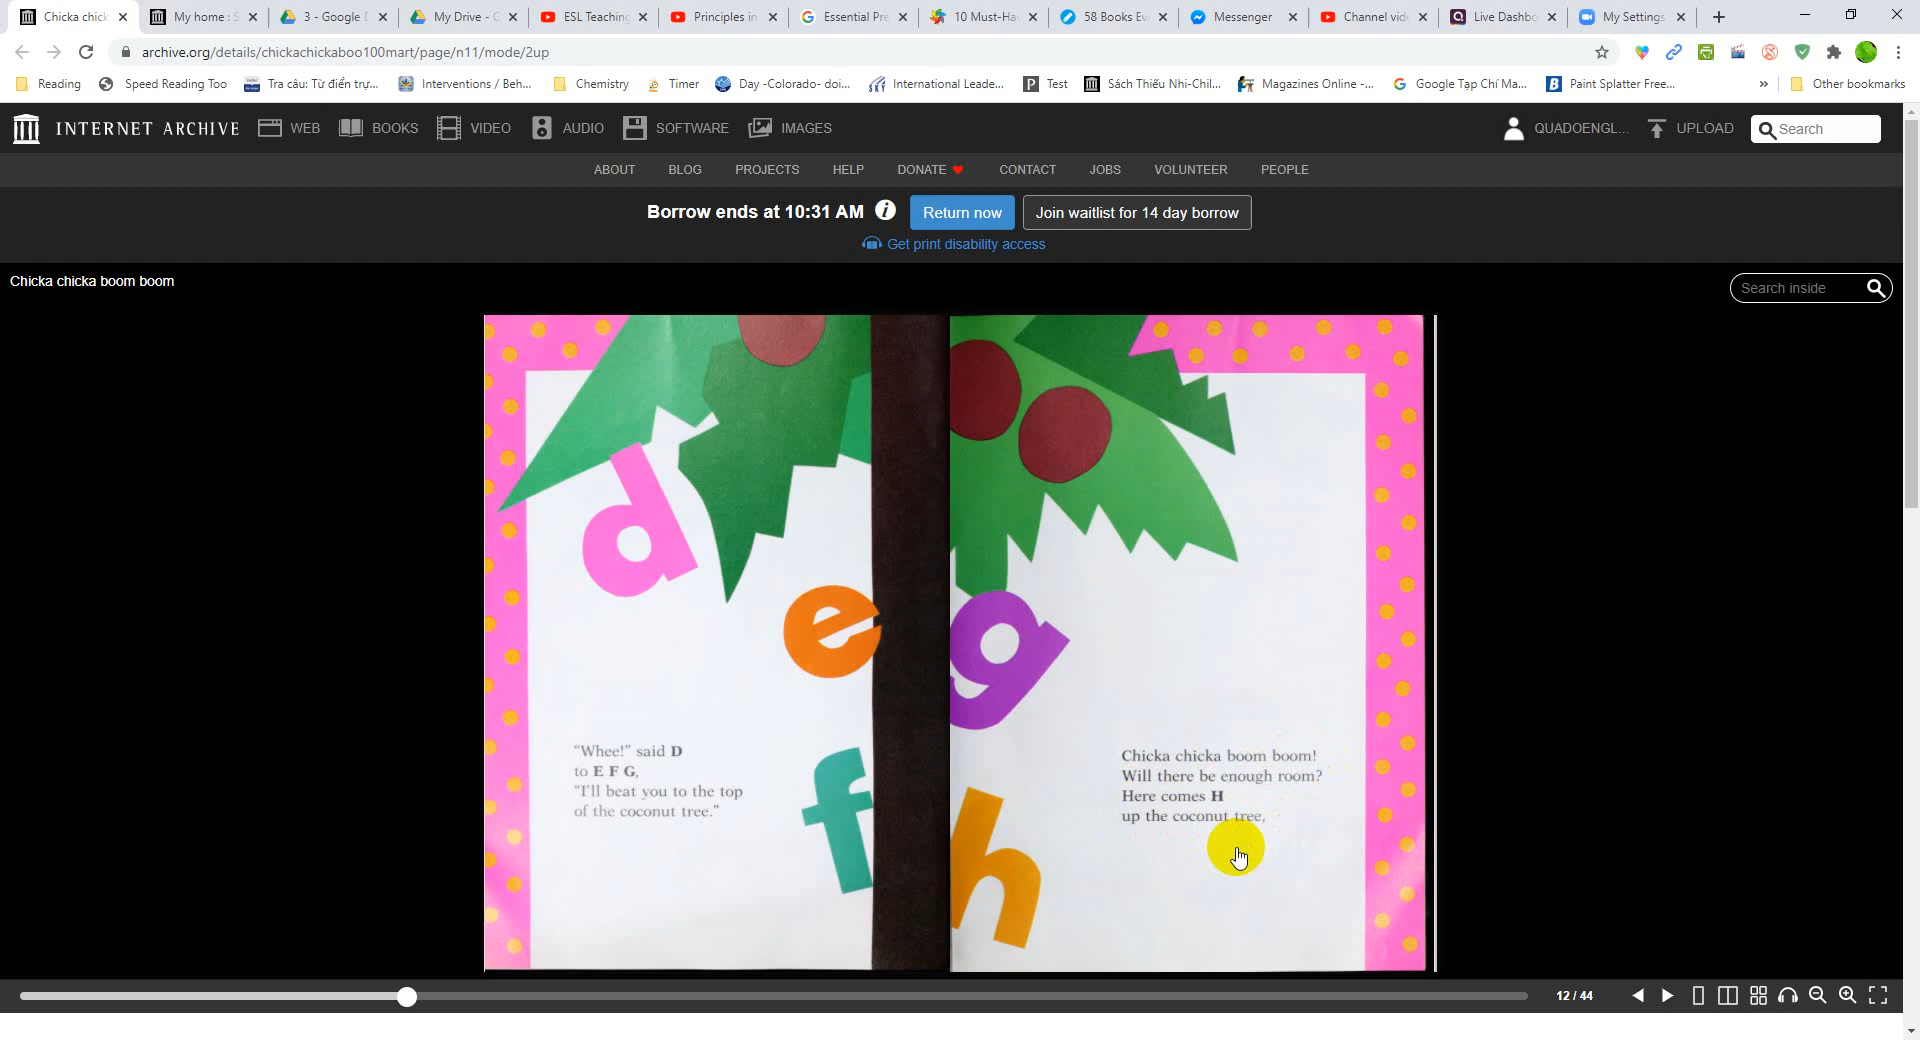 Chicka chick
My home : S
3 - Google D
My Drive - G
ESL Teaching
Principles in
Essential Pre
10 Must-Ha
58 Books Ev
Messenger
Channel vid
Live Dashbo
My Settings
archive.org/details/chickachickaboo100mart/page/n11/mode/2up
Reading
Speed Reading Too
Tra câu: Từ điển trự...
Interventions / Beh...
Chemistry
Timer
Day -Colorado- doi...
International Leade...
Test
Sách Thiếu Nhi-Chil...
Magazines Online -...
Google Tạp Chí Ma...
Paint Splatter Free...
»
Other bookmarks
INTERNET ARCHIVE
WEB
BOOKS
VIDEO
AUDIO
SOFTWARE
IMAGES
QUADOENGL...
UPLOAD
Search
ABOUT
BLOG
PROJECTS
HELP
DONATE
CONTACT
JOBS
VOLUNTEER
PEOPLE
Borrow ends at 10:31 AM
Return now
Join waitlist for 14 day borrow
Get print disability access
Chicka chicka boom boom
Search inside
d
e
f
"Whee!" said D
to E F G,
"I'll beat you to the top
of the coconut tree."
g
h
Chicka chicka boom boom!
Will there be enough room?
Here comes H
up the coconut tree,
12 / 44